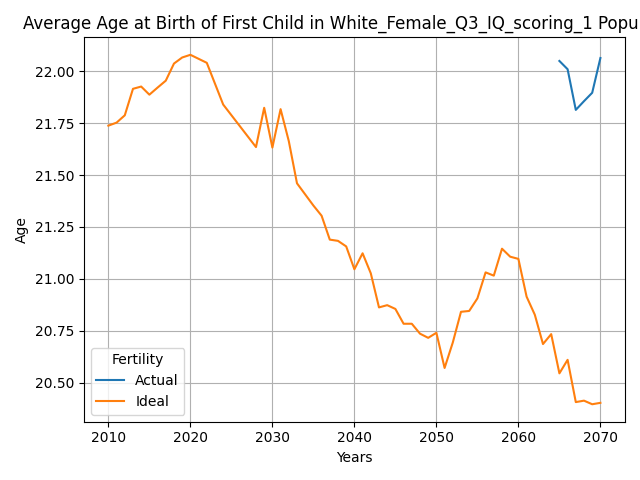 Average Age at Birth of First Child in White_Female_Q3_IQ_scoring_1 Popu
22.00
21.75
21.50
21.25
21.00
20.75
20.50
Age
Fertility
Actual
Ideal
2010 2020 2030 2040 2050 2060 2070
Years